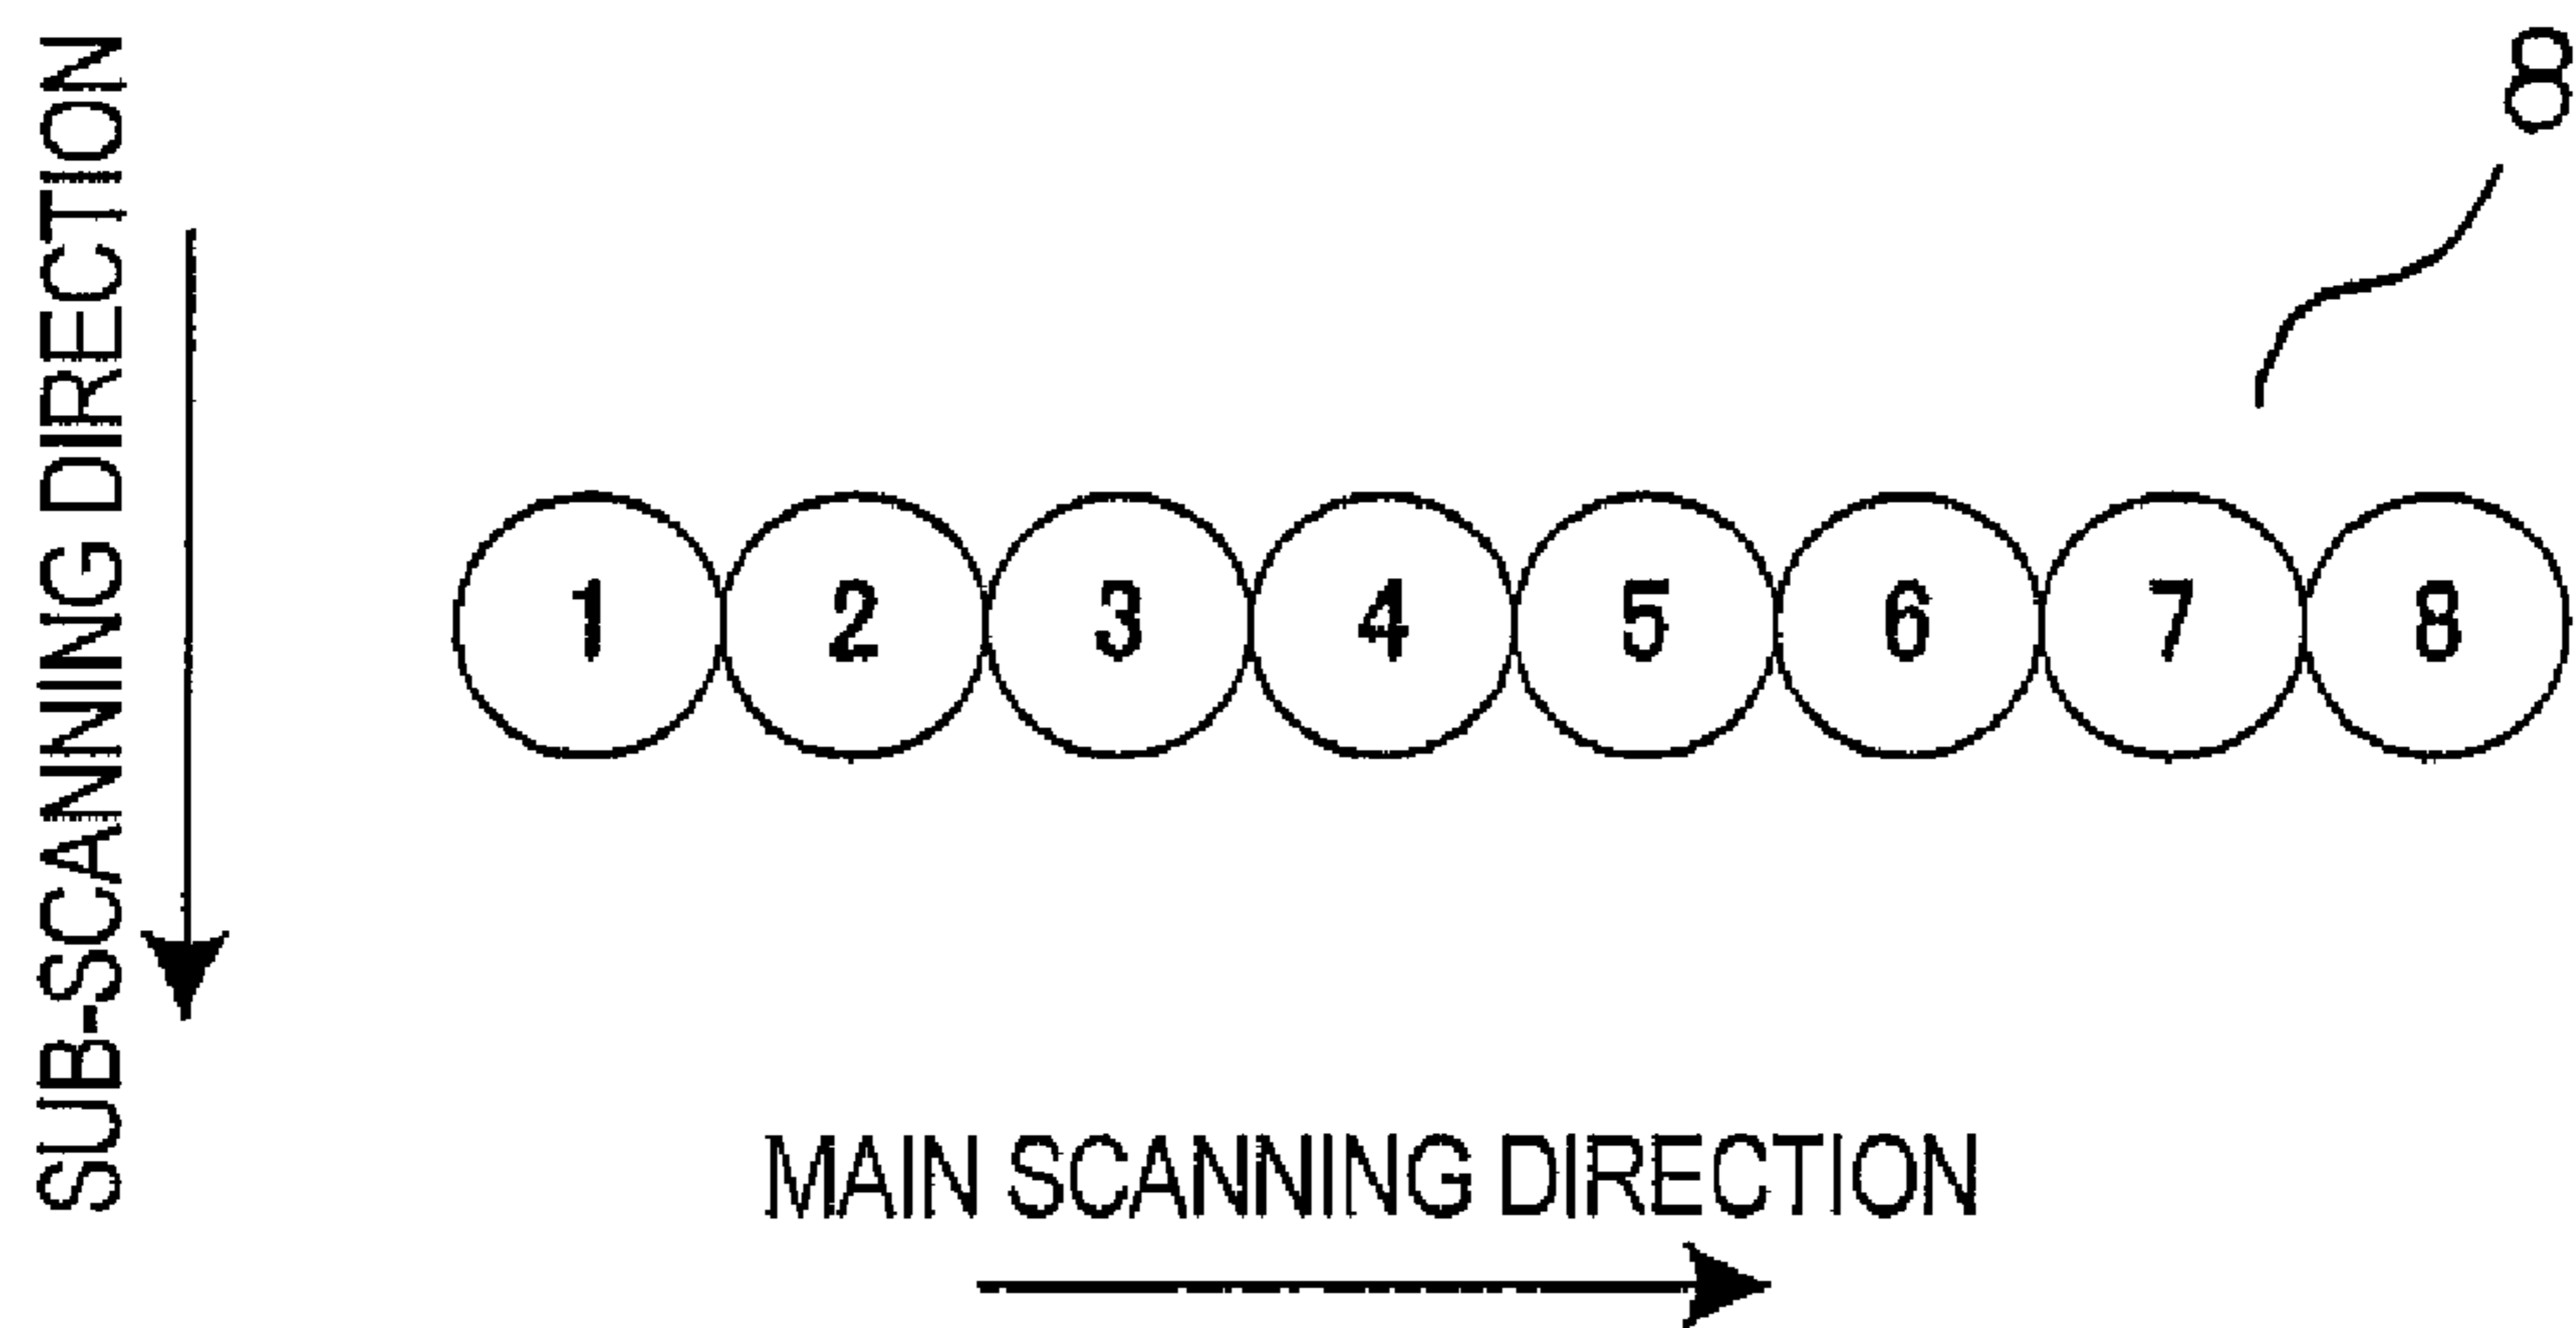 SUB-SCANNING DIRECTION
8
1 2 3 4 5 6 7 8
MAIN SCANNING DIRECTION